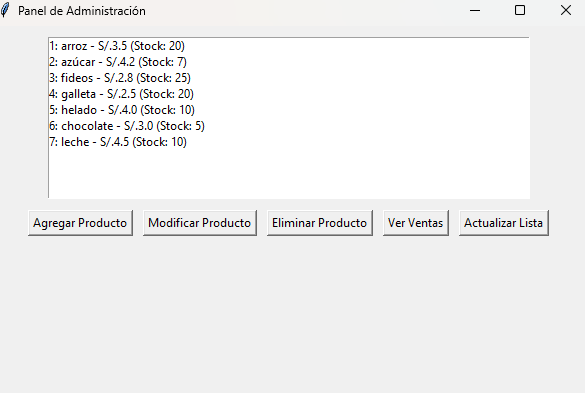 Panel de Administración
1: arroz - S/.3.5 (Stock: 20)
2: azúcar - S/.4.2 (Stock: 7)
3: fideos - S/.2.8 (Stock: 25)
4: galleta - S/.2.5 (Stock: 20)
5: helado - S/.4.0 (Stock: 10)
6: chocolate - S/.3.0 (Stock: 5)
7: leche - S/.4.5 (Stock: 10)
Agregar Producto Modificar Producto Eliminar Producto Ver Ventas Actualizar Lista